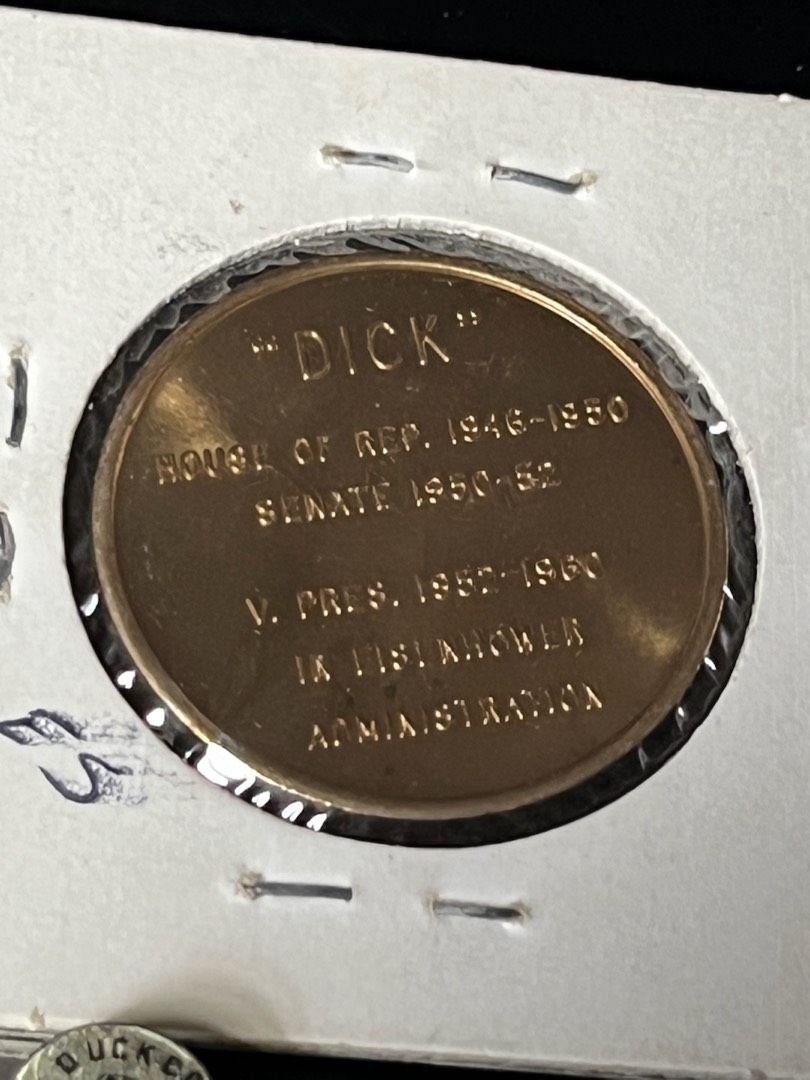 "DICK"
HOUSE OF REP. 1946-1950
SENATE 1950-52
V. PRES. 1952-1960
IN EISENHOWER
ADMINISTRATION